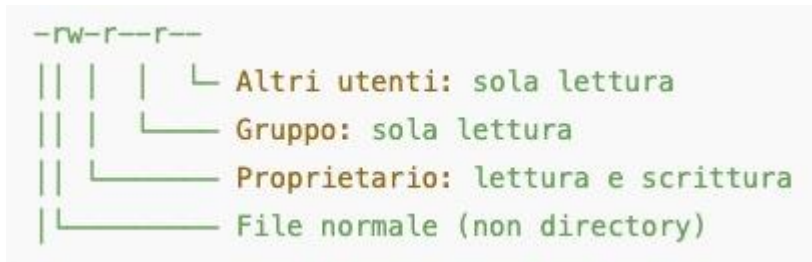 -rw-r--r--
Altri utenti: sola lettura
Gruppo: sola lettura
Proprietario: lettura e scrittura
File normale (non directory)